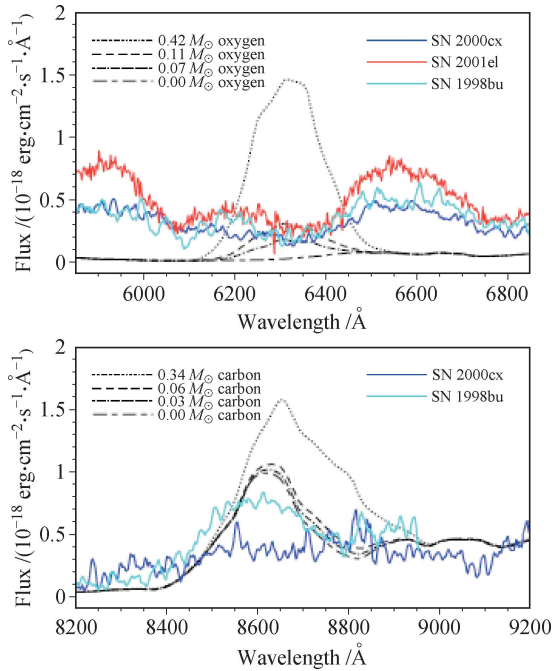 0.42 M⊙ oxygen
0.11 M⊙ oxygen
0.07 M⊙ oxygen
0.00 M⊙ oxygen
SN 2000cx
SN 2001el
SN 1998bu
2
1.5
1
0.5
0
Flux /(10⁻¹⁸ erg·cm⁻²·s⁻¹·Å⁻¹)
6000 6200 6400 6600 6800
Wavelength /Å
0.34 M⊙ carbon
0.06 M⊙ carbon
0.03 M⊙ carbon
0.00 M⊙ carbon
SN 2000cx
SN 1998bu
2
1.5
1
0.5
0
Flux /(10⁻¹⁸ erg·cm⁻²·s⁻¹·Å⁻¹)
8200 8400 8600 8800 9000 9200
Wavelength /Å